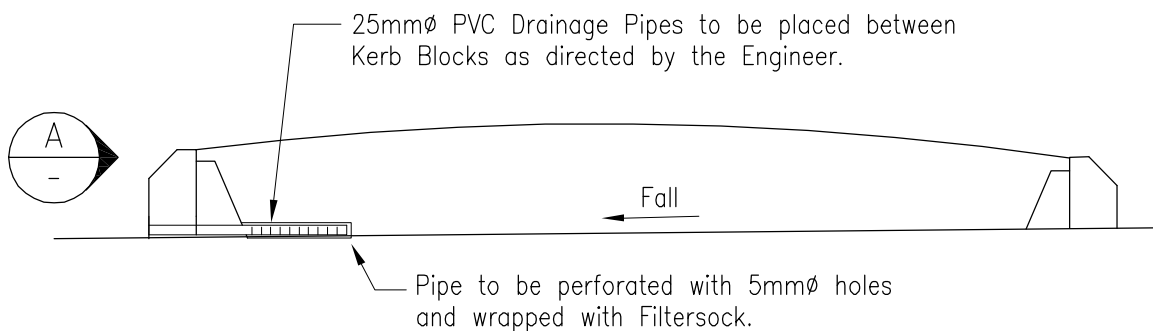 25mmØ PVC Drainage Pipes to be placed between
Kerb Blocks as directed by the Engineer.
A
-
Fall
Pipe to be perforated with 5mmØ holes
and wrapped with Filtersock.